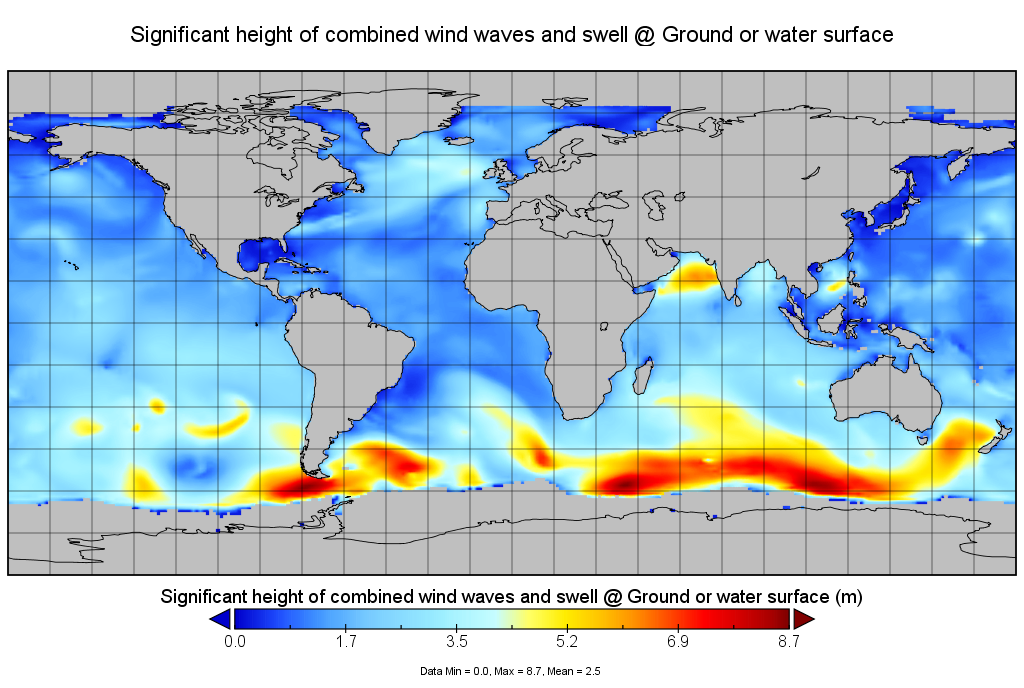 Significant height of combined wind waves and swell @ Ground or water surface
Significant height of combined wind waves and swell @ Ground or water surface (m)
0.0 1.7 3.5 5.2 6.9 8.7
Data Min = 0.0, Max = 8.7, Mean = 2.5